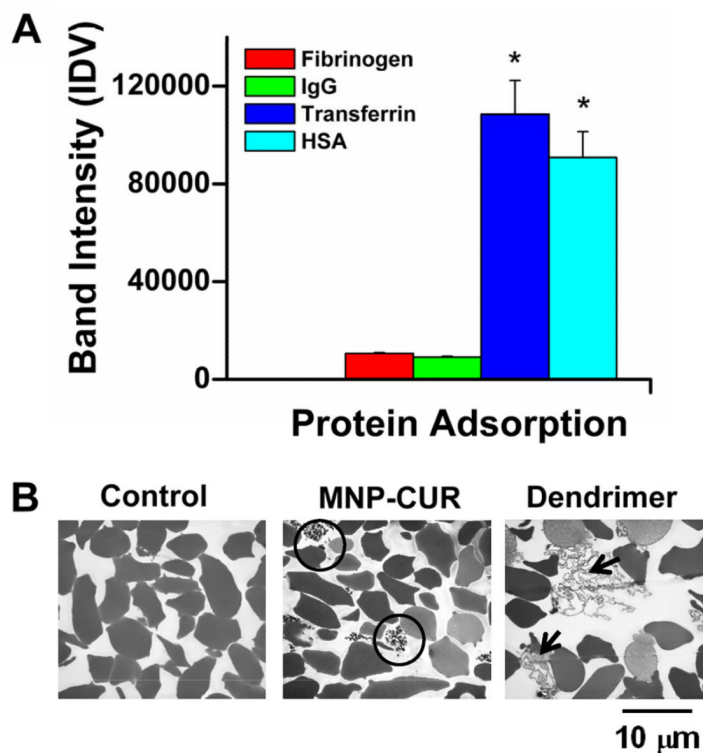 A
Band Intensity (IDV)
120000
80000
40000
0
Fibrinogen
IgG
Transferrin
HSA
*
*
Protein Adsorption
B
Control
MNP-CUR
Dendrimer
10 μm